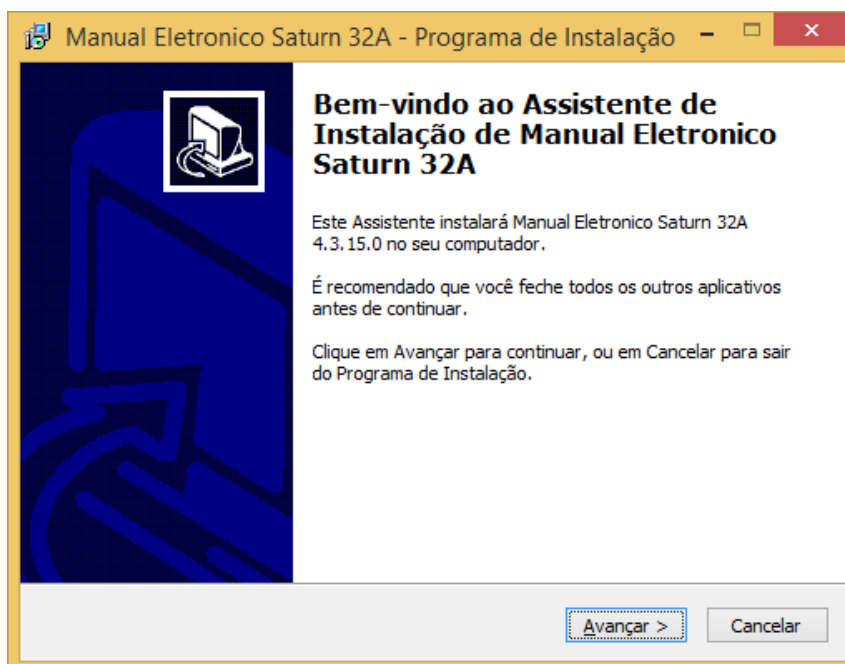 Manual Eletronico Saturn 32A - Programa de Instalação
Bem-vindo ao Assistente de
Instalação de Manual Eletronico
Saturn 32A
Este Assistente instalará Manual Eletronico Saturn 32A
4.3.15.0 no seu computador.
É recomendado que você feche todos os outros aplicativos
antes de continuar.
Clique em Avançar para continuar, ou em Cancelar para sair
do Programa de Instalação.
Avançar >
Cancelar